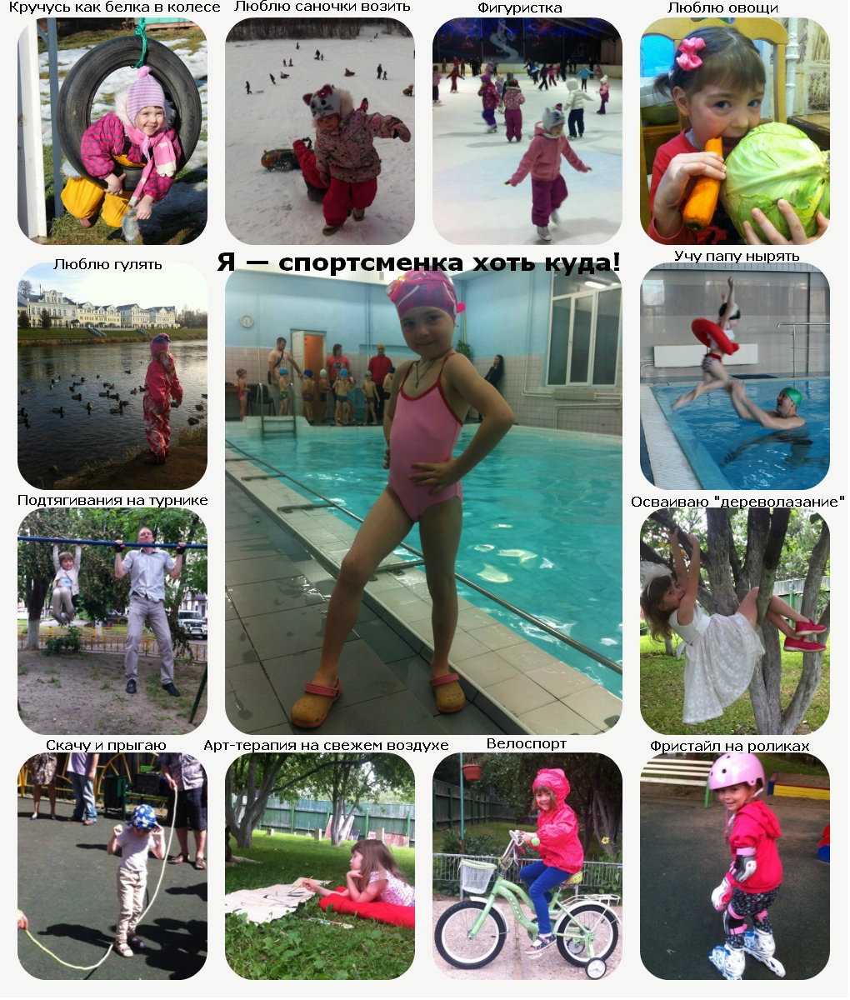 Кручусь как белка в колесе
Люблю саночки возить
Фигуристка
Люблю овощи
Люблю гулять
Я — спортсменка хоть куда!
Учу папу нырять
Подтягивания на турнике
Осваиваю "дереволазание"
Скачу и прыгаю
Арт-терапия на свежем воздухе
Велоспорт
Фристайл на роликах